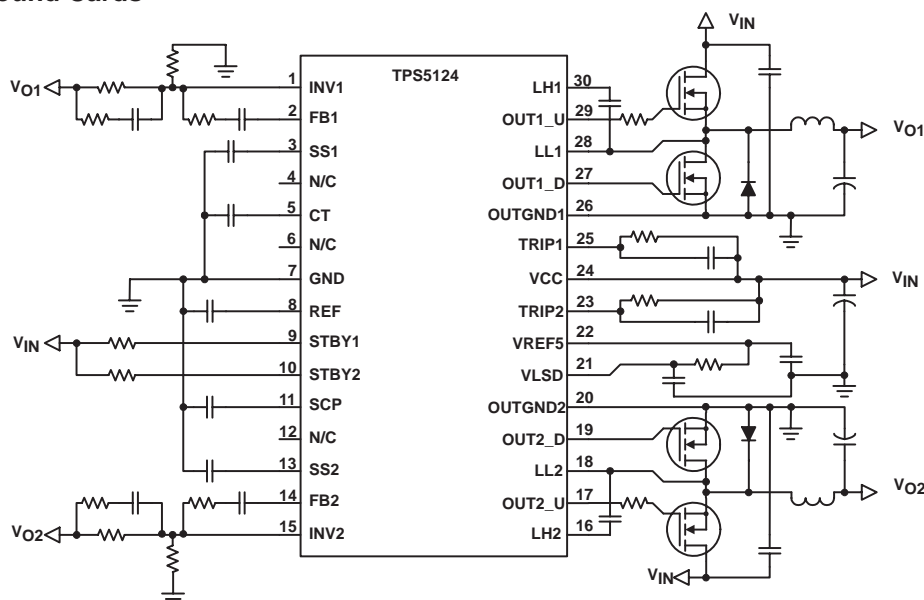 V_IN
TPS5124
V_O1
1 INV1
LH1 30
2 FB1
OUT1_U 29
V_O1
3 SS1
LL1 28
4 N/C
OUT1_D 27
5 CT
OUTGND1 26
6 N/C
TRIP1 25
7 GND
VCC 24
V_IN
8 REF
TRIP2 23
V_IN
9 STBY1
VREF5 22
10 STBY2
VLSD 21
11 SCP
OUTGND2 20
12 N/C
OUT2_D 19
13 SS2
LL2 18
14 FB2
OUT2_U 17
V_O2
V_O2
15 INV2
LH2 16
V_IN